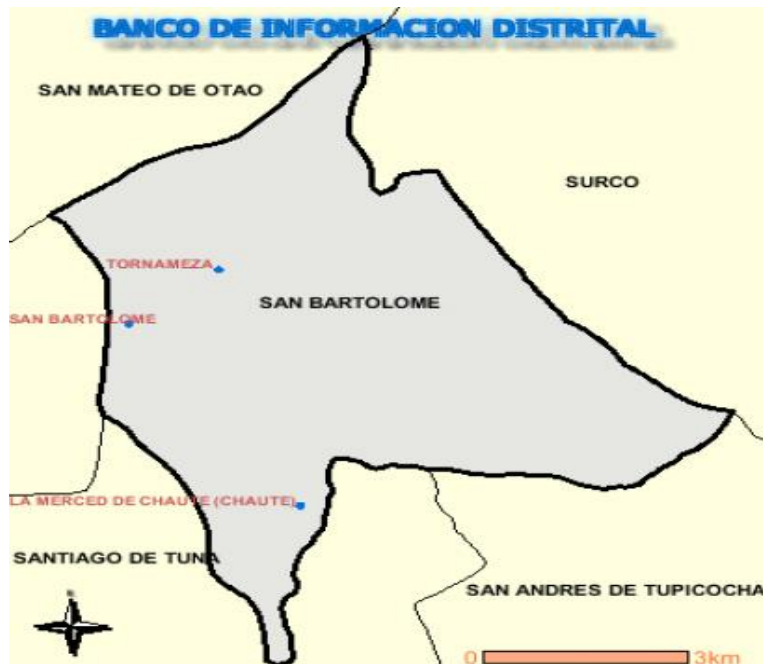 BANCO DE INFORMACION DISTRITAL
SAN MATEO DE OTAO
SURCO
TORNAMEZA
SAN BARTOLOME
SAN BARTOLOME
LA MERCED DE CHAUTE (CHAUTE)
SANTIAGO DE TUNA
SAN ANDRES DE TUPICOCHA
0 3km